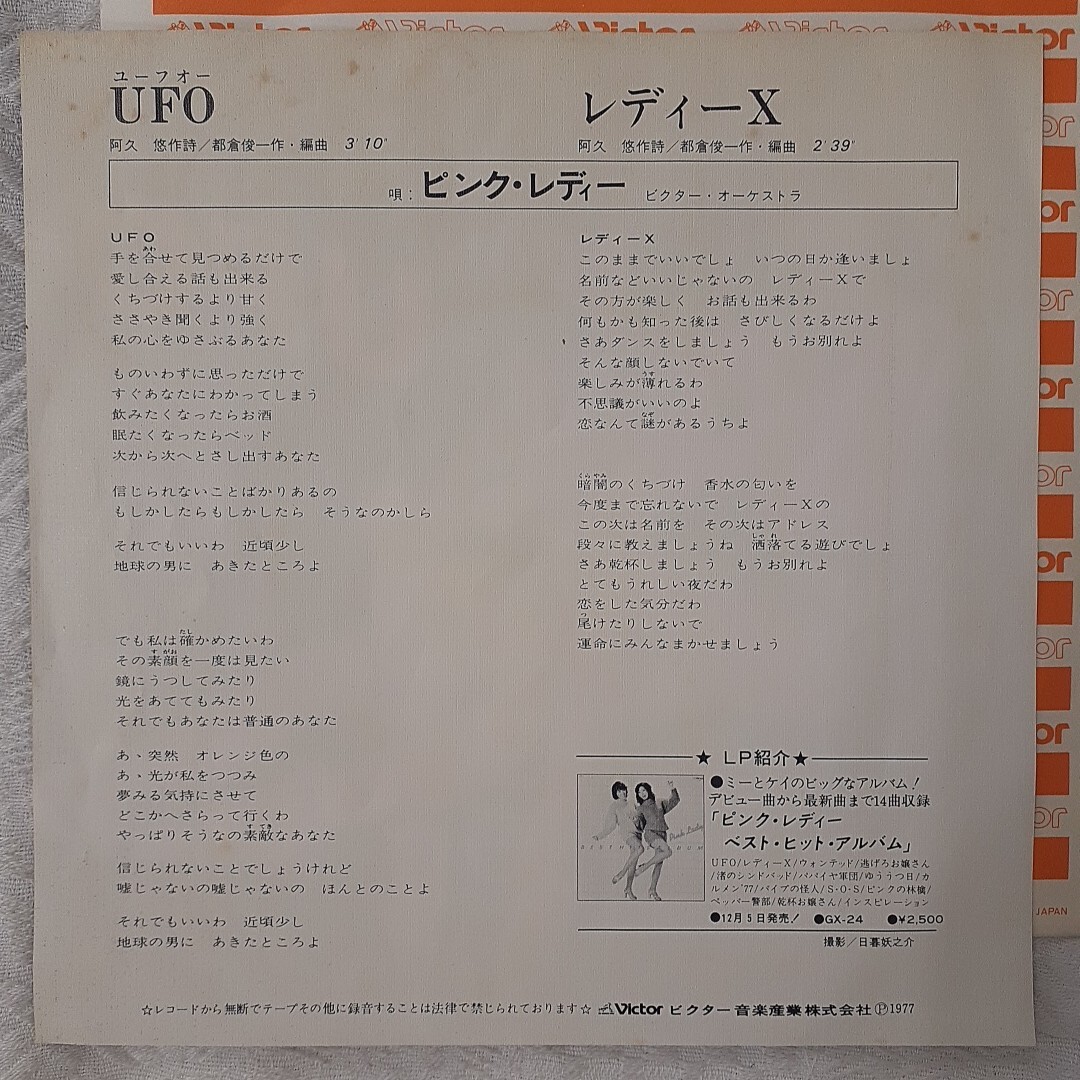 ユーフオー
UFO
阿久　悠作詩／都倉俊一作・編曲　3'10"
レディーX
阿久　悠作詩／都倉俊一作・編曲　2'39"
唄：ピンク・レディー　ビクター・オーケストラ
UFO
手を合せて見つめるだけで
愛し合える話も出来る
くちづけするより甘く
ささやき聞くより強く
私の心をゆさぶるあなた
ものいわずに思っただけで
すぐあなたにわかってしまう
飲みたくなったらお酒
眠たくなったらベッド
次から次へとさし出すあなた
信じられないことばかりあるの
もしかしたらもしかしたら　そうなのかしら
それでもいいわ　近頃少し
地球の男に　あきたところよ
でも私は確かめたいわ
その素顔を一度は見たい
鏡にうつしてみたり
光をあててもみたり
それでもあなたは普通のあなた
あゝ突然　オレンジ色の
あゝ光が私をつつみ
夢みる気持にさせて
どこかへさらって行くわ
やっぱりそうなの素敵なあなた
信じられないことでしょうけれど
嘘じゃないの嘘じゃないの　ほんとのことよ
それでもいいわ　近頃少し
地球の男に　あきたところよ
レディーX
このままでいいでしょ　いつの日か逢いましょ
名前などいいじゃないの　レディーXで
その方が楽しく　お話も出来るわ
何もかも知った後は　さびしくなるだけよ
さあダンスをしましょう　もうお別れよ
そんな顔しないでいて
楽しみが薄れるわ
不思議がいいのよ
恋なんて謎があるうちよ
暗闇のくちづけ　香水の匂いを
今度まで忘れないで　レディーXの
この次は名前を　その次はアドレス
段々に教えましょうね　洒落てる遊びでしょ
さあ乾杯しましょう　もうお別れよ
とてもうれしい夜だわ
恋をした気分だわ
尾けたりしないで
運命にみんなまかせましょう
★ LP紹介★
●ミーとケイのビッグなアルバム！
デビュー曲から最新曲まで14曲収録
「ピンク・レディー
ベスト・ヒット・アルバム」
UFO/レディーX/ウォンテッド/逃げろお嬢さん
/渚のシンドバッド/パパイヤ軍団/ゆううつ日/カ
ルメン'77/パイプの怪人/S・O・S/ピンクの林檎/
ペッパー警部/乾杯お嬢さん/インスピレーション
●12月5日発売！　●GX-24　●¥2,500
撮影／日暮妖之介
☆レコードから無断でテープその他に録音することは法律で禁じられております☆ Victor ビクター音楽産業株式会社Ⓟ1977
JAPAN